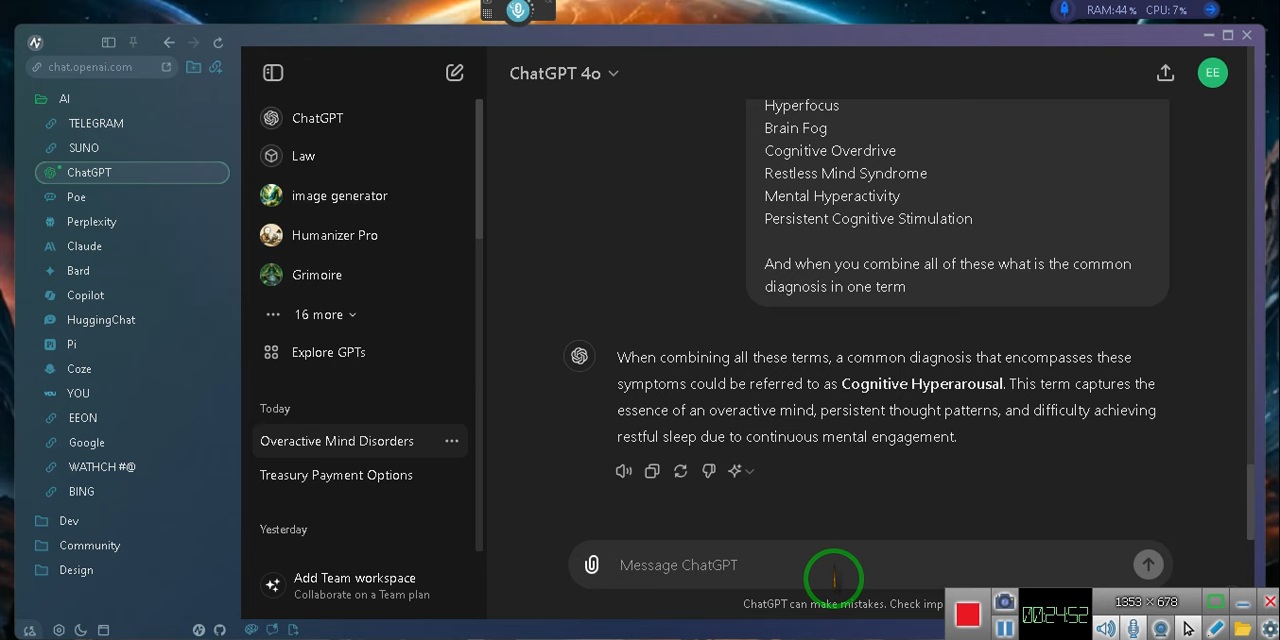 RAM:44% CPU:7%
chat.openai.com
AI
TELEGRAM
SUNO
ChatGPT
Poe
Perplexity
Claude
Bard
Copilot
HuggingChat
Pi
Coze
YOU
YOU
EEON
Google
WATHCH #@
BING
Dev
Community
Design
ChatGPT
Law
image generator
Humanizer Pro
Grimoire
16 more
Explore GPTs
Today
Overactive Mind Disorders
Treasury Payment Options
Yesterday
Add Team workspace
Collaborate on a Team plan
ChatGPT 4o
EE
Hyperfocus
Brain Fog
Cognitive Overdrive
Restless Mind Syndrome
Mental Hyperactivity
Persistent Cognitive Stimulation
And when you combine all of these what is the common
diagnosis in one term
When combining all these terms, a common diagnosis that encompasses these
symptoms could be referred to as Cognitive Hyperarousal. This term captures the
essence of an overactive mind, persistent thought patterns, and difficulty achieving
restful sleep due to continuous mental engagement.
Message ChatGPT
ChatGPT can make mistakes. Check imp
1353 × 678
00:24:52